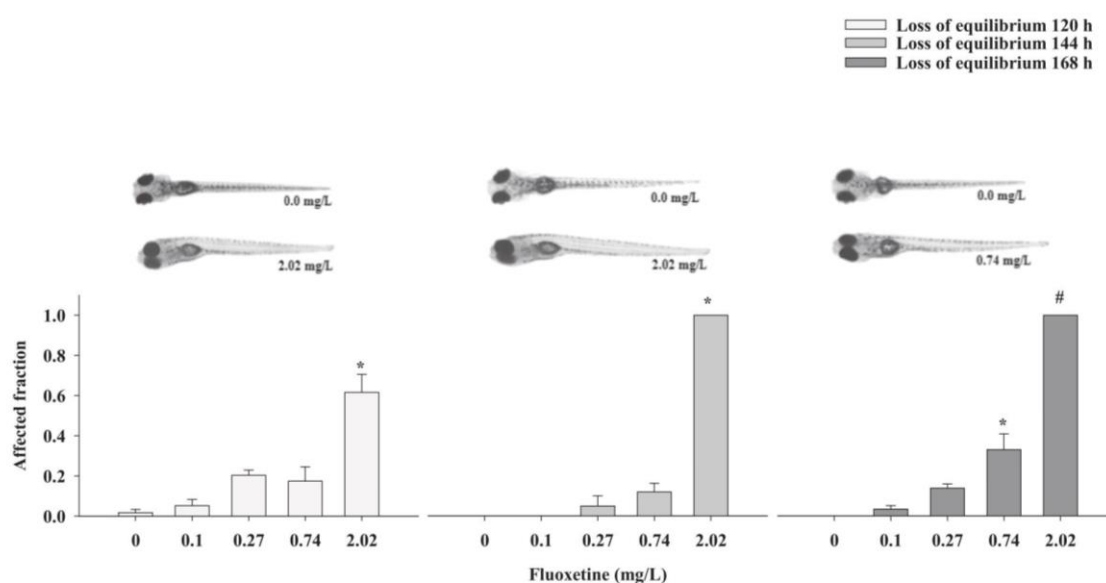 Loss of equilibrium 120 h
Loss of equilibrium 144 h
Loss of equilibrium 168 h
0.0 mg/L
0.0 mg/L
0.0 mg/L
2.02 mg/L
2.02 mg/L
0.74 mg/L
Affected fraction
1.0
0.8
0.6
0.4
0.2
0.0
*
*
*
#
0 0.1 0.27 0.74 2.02 0 0.1 0.27 0.74 2.02 0 0.1 0.27 0.74 2.02
Fluoxetine (mg/L)